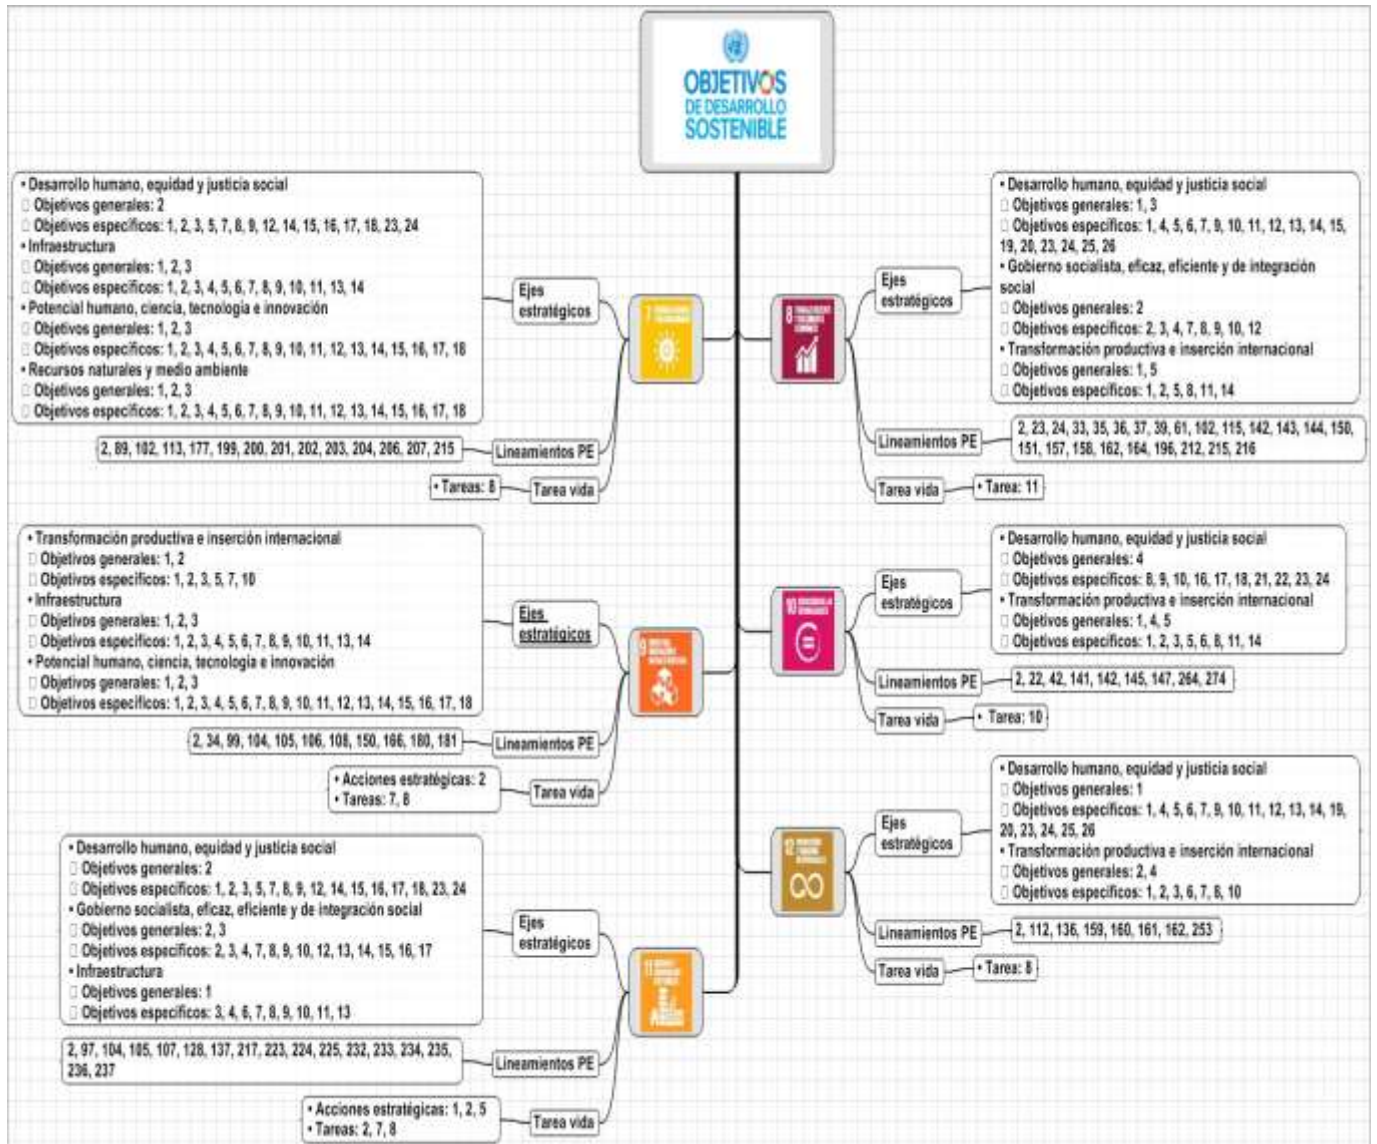 OBJETIVOS
DE DESARROLLO
SOSTENIBLE
• Desarrollo humano, equidad y justicia social
Objetivos generales: 2
Objetivos específicos: 1, 2, 3, 5, 7, 8, 9, 12, 14, 15, 16, 17, 18, 23, 24
• Infraestructura
Objetivos generales: 1, 2, 3
Objetivos específicos: 1, 2, 3, 4, 5, 6, 7, 8, 9, 10, 11, 13, 14
• Potencial humano, ciencia, tecnología e innovación
Objetivos generales: 1, 2, 3
Objetivos específicos: 1, 2, 3, 4, 5, 6, 7, 8, 9, 10, 11, 12, 13, 14, 15, 16, 17, 18
• Recursos naturales y medio ambiente
Objetivos generales: 1, 2, 3
Objetivos específicos: 1, 2, 3, 4, 5, 6, 7, 8, 9, 10, 11, 12, 13, 14, 15, 16, 17, 18
Ejes
estratégicos
7
2, 89, 102, 113, 177, 199, 200, 201, 202, 203, 204, 206, 207, 215
Lineamientos PE
• Tareas: 8
Tarea vida
8
Ejes
estratégicos
• Desarrollo humano, equidad y justicia social
Objetivos generales: 1, 3
Objetivos específicos: 1, 4, 5, 6, 7, 9, 10, 11, 12, 13, 14, 15,
19, 20, 23, 24, 25, 26
• Gobierno socialista, eficaz, eficiente y de integración
social
Objetivos generales: 2
Objetivos específicos: 2, 3, 4, 7, 8, 9, 10, 12
• Transformación productiva e inserción internacional
Objetivos generales: 1, 5
Objetivos específicos: 1, 2, 5, 8, 11, 14
Lineamientos PE
2, 23, 24, 33, 35, 36, 37, 39, 61, 102, 115, 142, 143, 144, 150,
151, 157, 158, 162, 164, 196, 212, 215, 216
Tarea vida
• Tarea: 11
• Transformación productiva e inserción internacional
Objetivos generales: 1, 2
Objetivos específicos: 1, 2, 3, 5, 7, 10
• Infraestructura
Objetivos generales: 1, 2, 3
Objetivos específicos: 1, 2, 3, 4, 5, 6, 7, 8, 9, 10, 11, 13, 14
• Potencial humano, ciencia, tecnología e innovación
Objetivos generales: 1, 2, 3
Objetivos específicos: 1, 2, 3, 4, 5, 6, 7, 8, 9, 10, 11, 12, 13, 14, 15, 16, 17, 18
Ejes
estratégicos
9
2, 34, 99, 104, 105, 106, 108, 150, 166, 180, 181
Lineamientos PE
• Acciones estratégicas: 2
• Tareas: 7, 8
Tarea vida
10
Ejes
estratégicos
• Desarrollo humano, equidad y justicia social
Objetivos generales: 4
Objetivos específicos: 8, 9, 10, 16, 17, 18, 21, 22, 23, 24
• Transformación productiva e inserción internacional
Objetivos generales: 1, 4, 5
Objetivos específicos: 1, 2, 3, 5, 6, 8, 11, 14
Lineamientos PE
2, 22, 42, 141, 142, 145, 147, 264, 274
Tarea vida
• Tarea: 10
• Desarrollo humano, equidad y justicia social
Objetivos generales: 2
Objetivos específicos: 1, 2, 3, 5, 7, 8, 9, 12, 14, 15, 16, 17, 18, 23, 24
• Gobierno socialista, eficaz, eficiente y de integración social
Objetivos generales: 2, 3
Objetivos específicos: 2, 3, 4, 7, 8, 9, 10, 12, 13, 14, 15, 16, 17
• Infraestructura
Objetivos generales: 1
Objetivos específicos: 3, 4, 6, 7, 8, 9, 10, 11, 13
Ejes
estratégicos
11
2, 97, 104, 105, 107, 128, 137, 217, 223, 224, 225, 232, 233, 234, 235,
236, 237
Lineamientos PE
• Acciones estratégicas: 1, 2, 5
• Tareas: 2, 7, 8
Tarea vida
12
Ejes
estratégicos
• Desarrollo humano, equidad y justicia social
Objetivos generales: 1
Objetivos específicos: 1, 4, 5, 6, 7, 9, 10, 11, 12, 13, 14, 19,
20, 23, 24, 25, 26
• Transformación productiva e inserción internacional
Objetivos generales: 2, 4
Objetivos específicos: 1, 2, 3, 6, 7, 8, 10
Lineamientos PE
2, 112, 136, 159, 160, 161, 162, 253
Tarea vida
• Tarea: 8